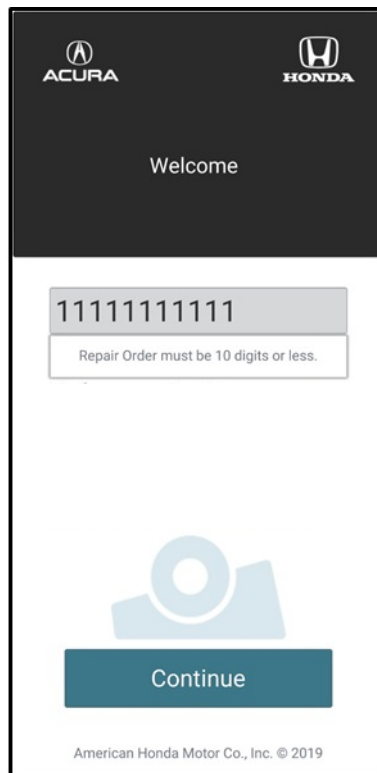 ACURA
HONDA
Welcome
11111111111
Repair Order must be 10 digits or less.
Continue
American Honda Motor Co., Inc. © 2019